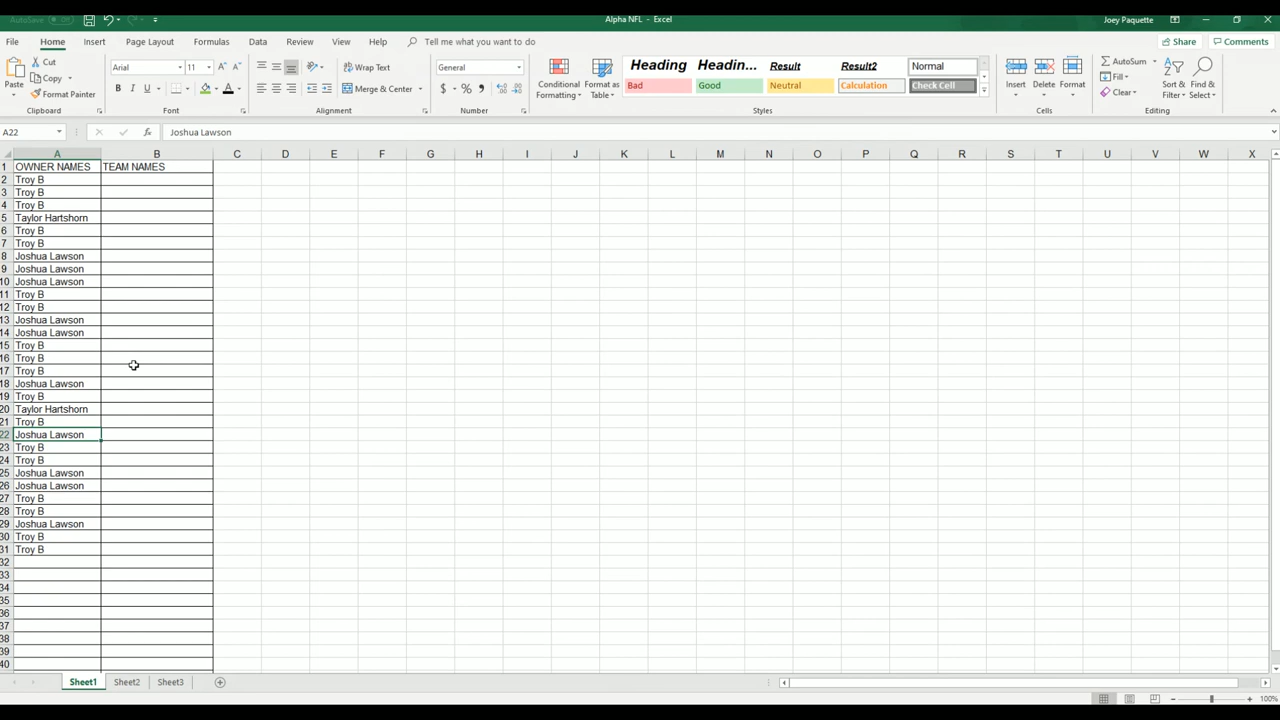 AutoSave Off
Alpha NFL - Excel
Joey Paquette
File Home Insert Page Layout Formulas Data Review View Help Tell me what you want to do Share Comments
Paste Cut Copy Format Painter
Clipboard
Arial 11
B I U A
Font
Wrap Text
Merge & Center
Alignment
General
$ % ,
Number
Conditional Formatting Format as Table
Heading Headin... Result Result2 Normal
Bad Good Neutral Calculation Check Cell
Styles
Insert Delete Format
Cells
AutoSum Fill Clear
Sort & Filter Find & Select
Editing
A22 fx Joshua Lawson
A B C D E F G H I J K L M N O P Q R S T U V W X
1 OWNER NAMES TEAM NAMES
2 Troy B
3 Troy B
4 Troy B
5 Taylor Hartshorn
6 Troy B
7 Troy B
8 Joshua Lawson
9 Joshua Lawson
10 Joshua Lawson
11 Troy B
12 Troy B
13 Joshua Lawson
14 Joshua Lawson
15 Troy B
16 Troy B
17 Troy B
18 Joshua Lawson
19 Troy B
20 Taylor Hartshorn
21 Troy B
22 Joshua Lawson
23 Troy B
24 Troy B
25 Joshua Lawson
26 Joshua Lawson
27 Troy B
28 Troy B
29 Joshua Lawson
30 Troy B
31 Troy B
32
33
34
35
36
37
38
39
40
Sheet1 Sheet2 Sheet3
100%